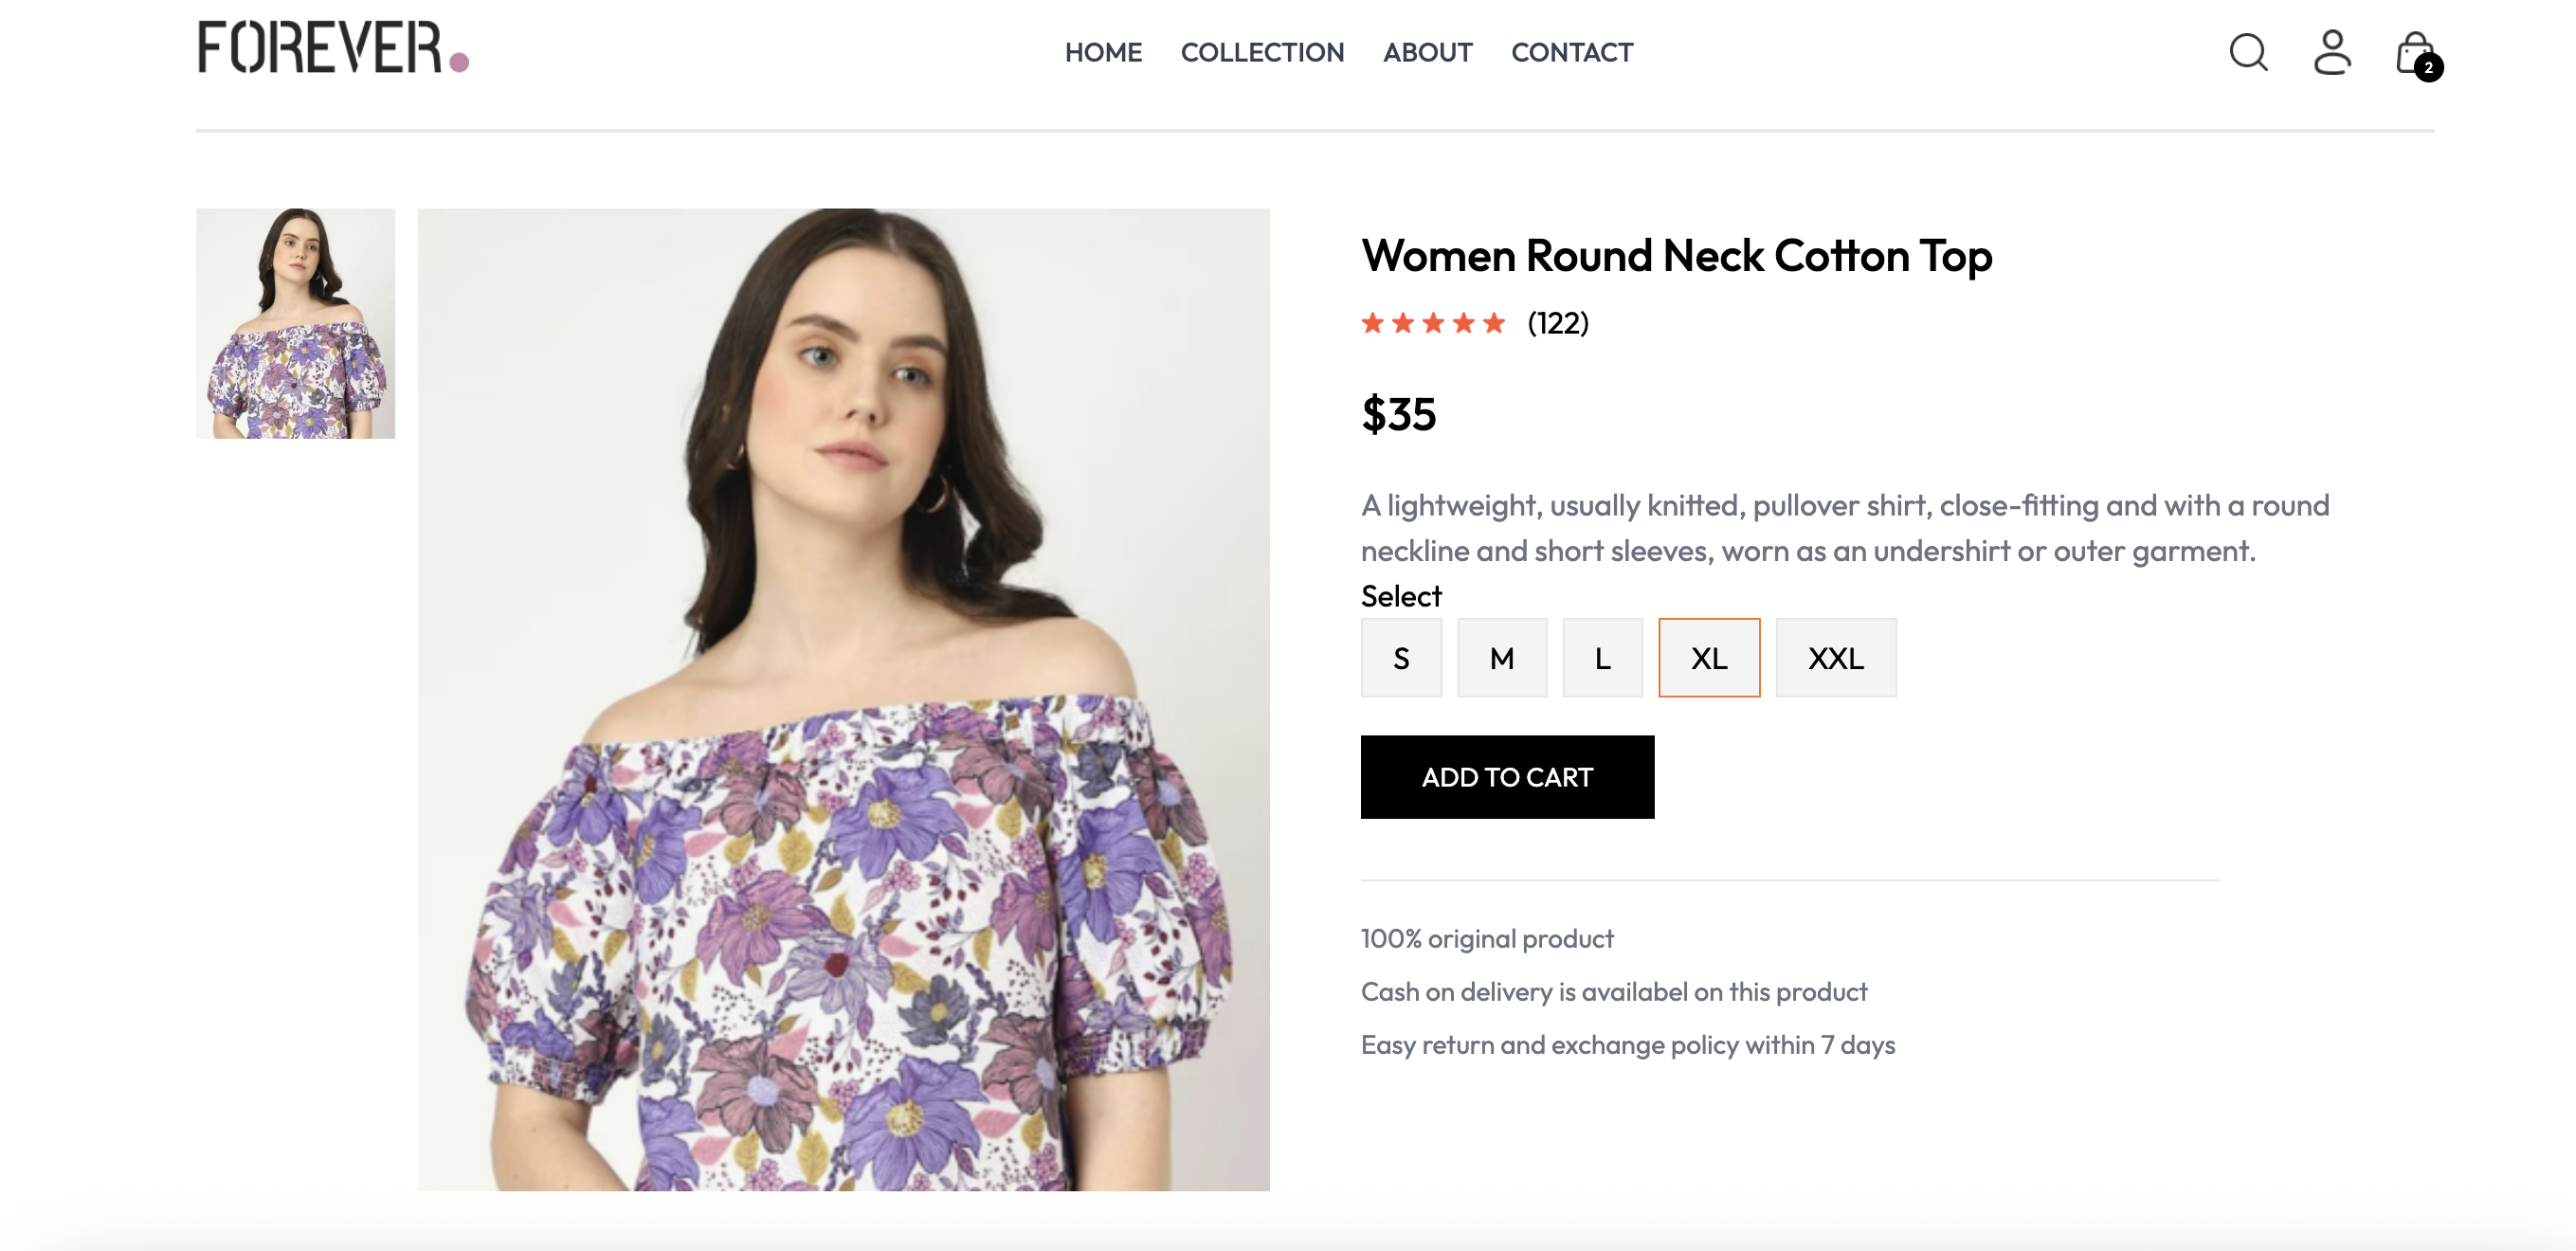 FOREVER.
HOME COLLECTION ABOUT CONTACT
2
Women Round Neck Cotton Top
(122)
$35
A lightweight, usually knitted, pullover shirt, close-fitting and with a round
neckline and short sleeves, worn as an undershirt or outer garment.
Select
S M L XL XXL
ADD TO CART
100% original product
Cash on delivery is availabel on this product
Easy return and exchange policy within 7 days